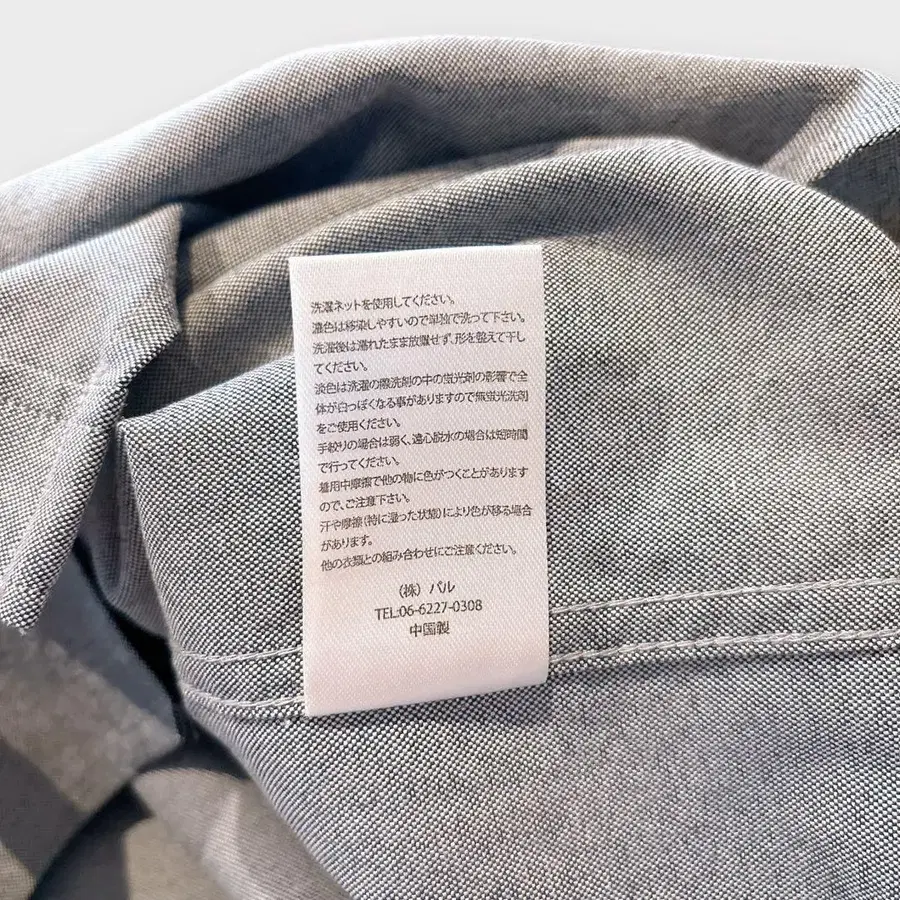 洗濯ネットを使用してください。
濃色は移染しやすいので単独で洗って下さい。
洗濯後は濡れたまま放置せず、形を整えて干し
てください。
淡色は洗濯の際洗剤の中の蛍光剤の影響で全
体が白っぽくなる事がありますので無蛍光洗剤
をご使用ください。
手絞りの場合は弱く、遠心脱水の場合は短時間
で行ってください。
着用中摩擦で他の物に色がつくことがあります
ので、ご注意下さい。
汗や摩擦(特に湿った状態)により色が移る場合
があります。
他の衣類との組み合わせにご注意ください。
(株) パル
TEL:06-6227-0308
中国製